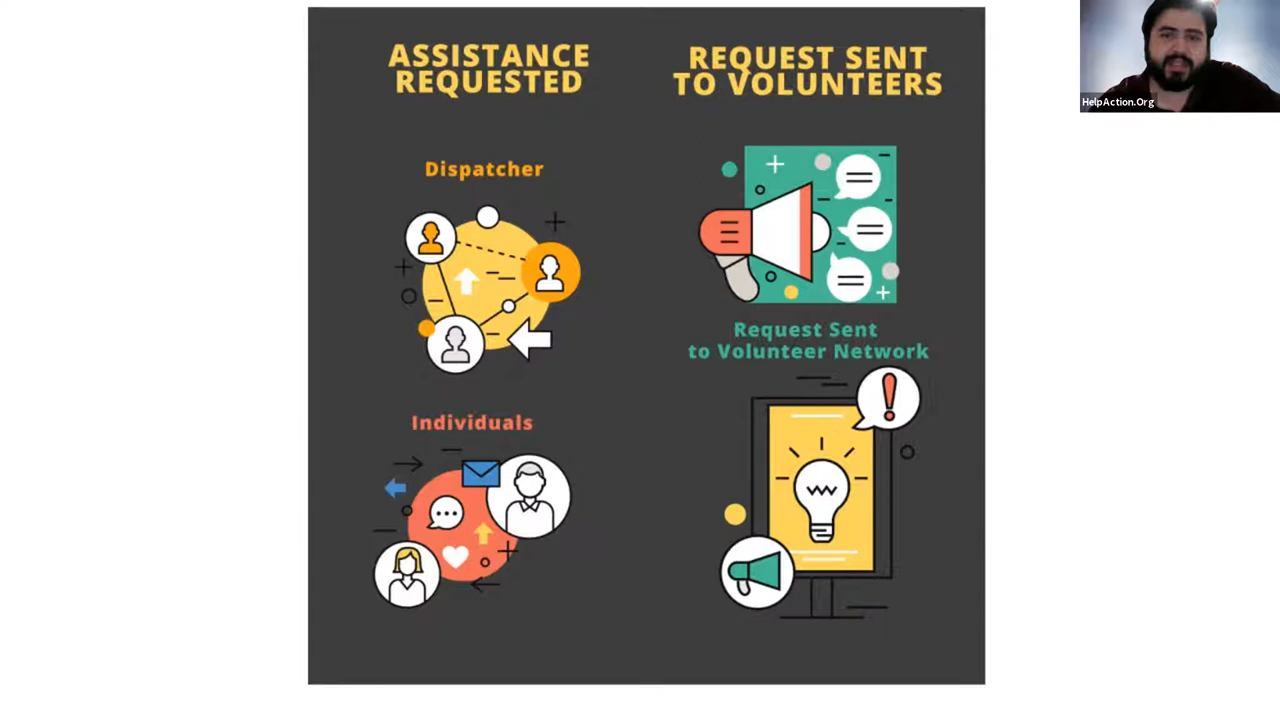 ASSISTANCE
REQUESTED
Dispatcher
Individuals
REQUEST SENT
TO VOLUNTEERS
Request Sent
to Volunteer Network
HelpAction.Org